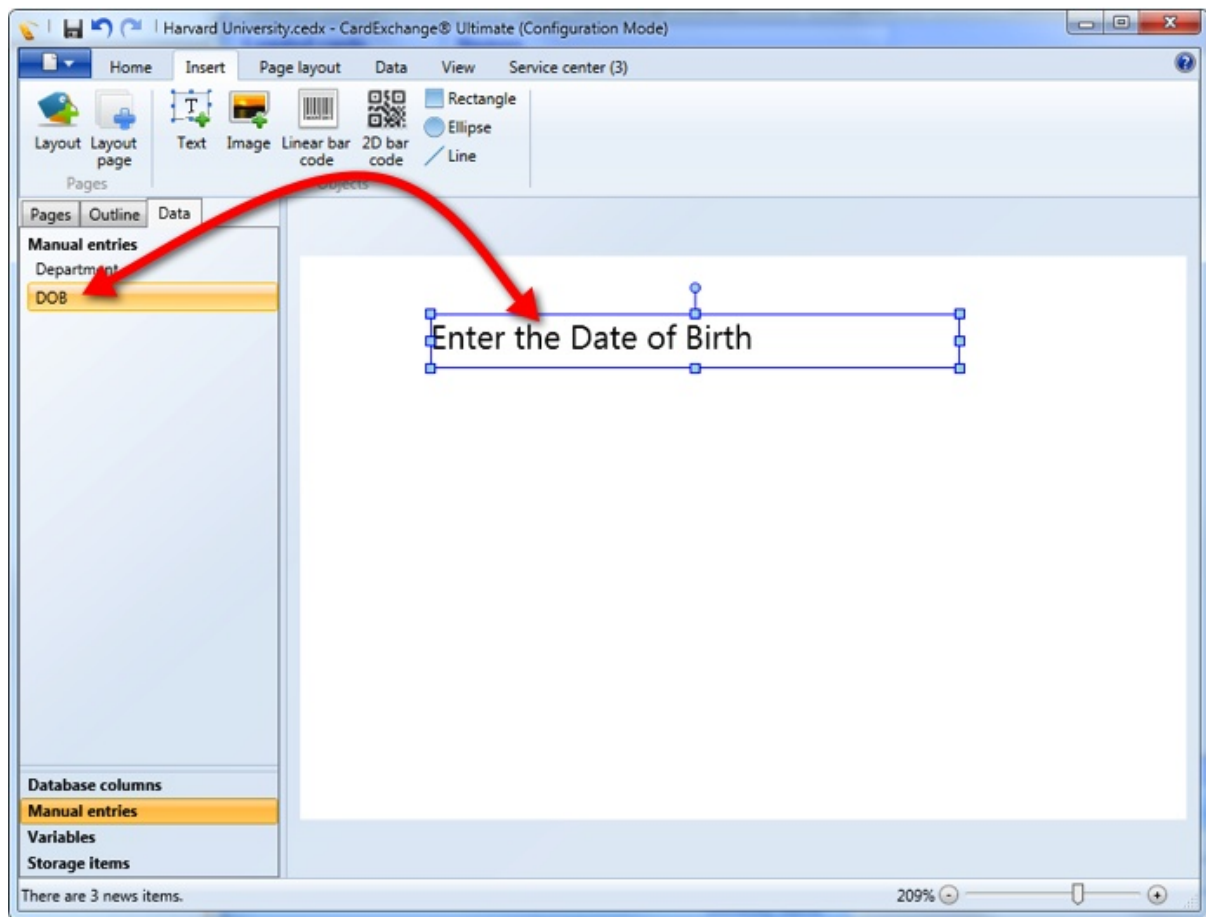 Harvard University.cedx - CardExchange® Ultimate (Configuration Mode)
Home Insert Page layout Data View Service center (3)
Layout Layout page Text Image Linear bar code 2D bar code
Rectangle
Ellipse
Line
Pages Objects
Pages Outline Data
Manual entries
Department
DOB
Enter the Date of Birth
Database columns
Manual entries
Variables
Storage items
There are 3 news items. 209%